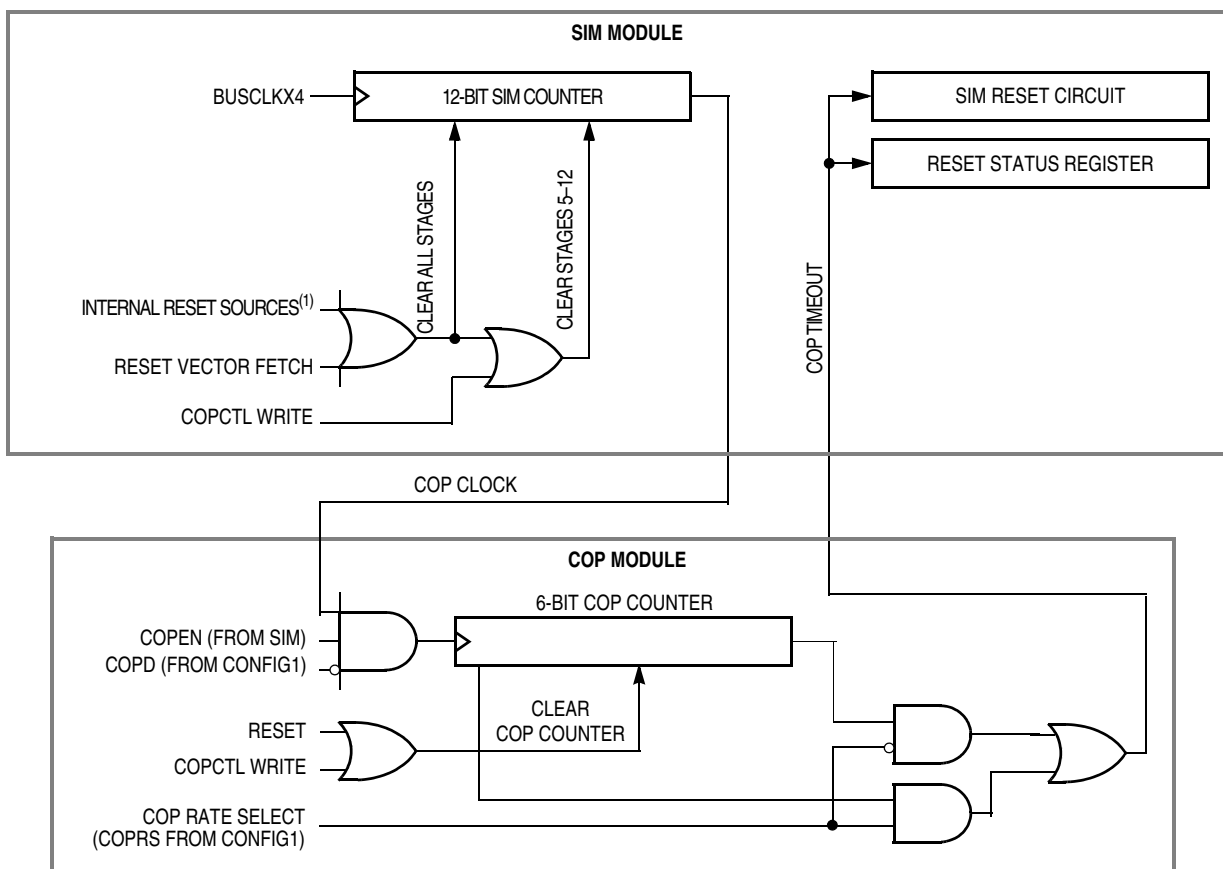 SIM MODULE
BUSCLKX4
12-BIT SIM COUNTER
SIM RESET CIRCUIT
RESET STATUS REGISTER
CLEAR ALL STAGES
CLEAR STAGES 5–12
INTERNAL RESET SOURCES(1)
RESET VECTOR FETCH
COPCTL WRITE
COP TIMEOUT
COP CLOCK
COP MODULE
6-BIT COP COUNTER
COPEN (FROM SIM)
COPD (FROM CONFIG1)
CLEAR
COP COUNTER
RESET
COPCTL WRITE
COP RATE SELECT
(COPRS FROM CONFIG1)